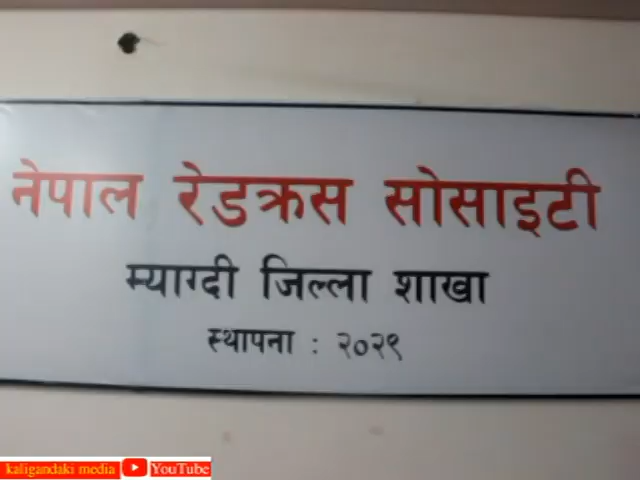 नेपाल रेडक्रस सोसाइटी
म्याग्दी जिल्ला शाखा
स्थापना : २०२९
kaligandaki media YouTube